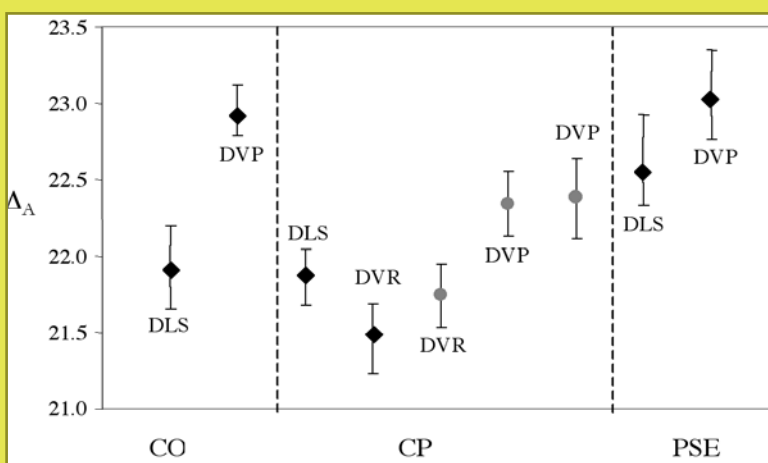 23.5
23.0
DVP DVP
DVP
22.5
Δ_A DLS
DLS DVP
22.0
DVR
DLS
21.5 DVR
21.0
CO CP PSE